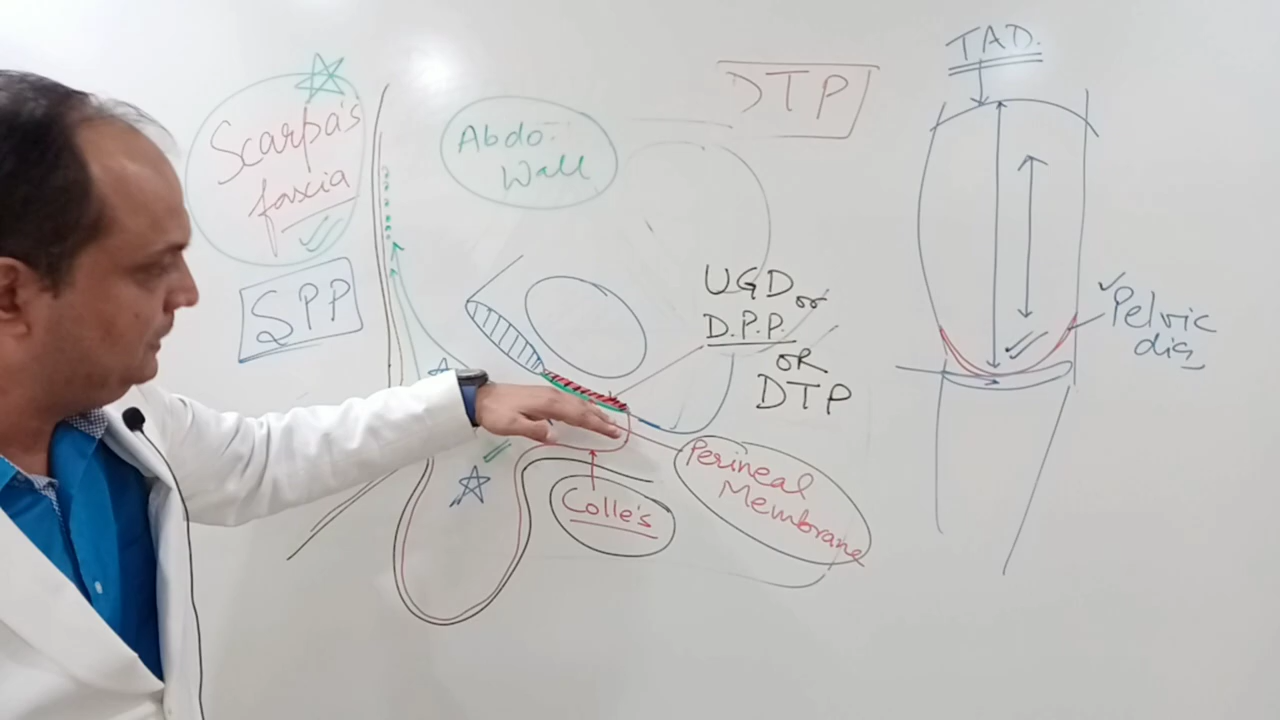 Scarpa's
fascia
SPP
Abdo.
Wall
DTP
UGD or
D.P.P.
OR
DTP
Perineal
Membrane
Colle's
TAD.
Pelvic
dia